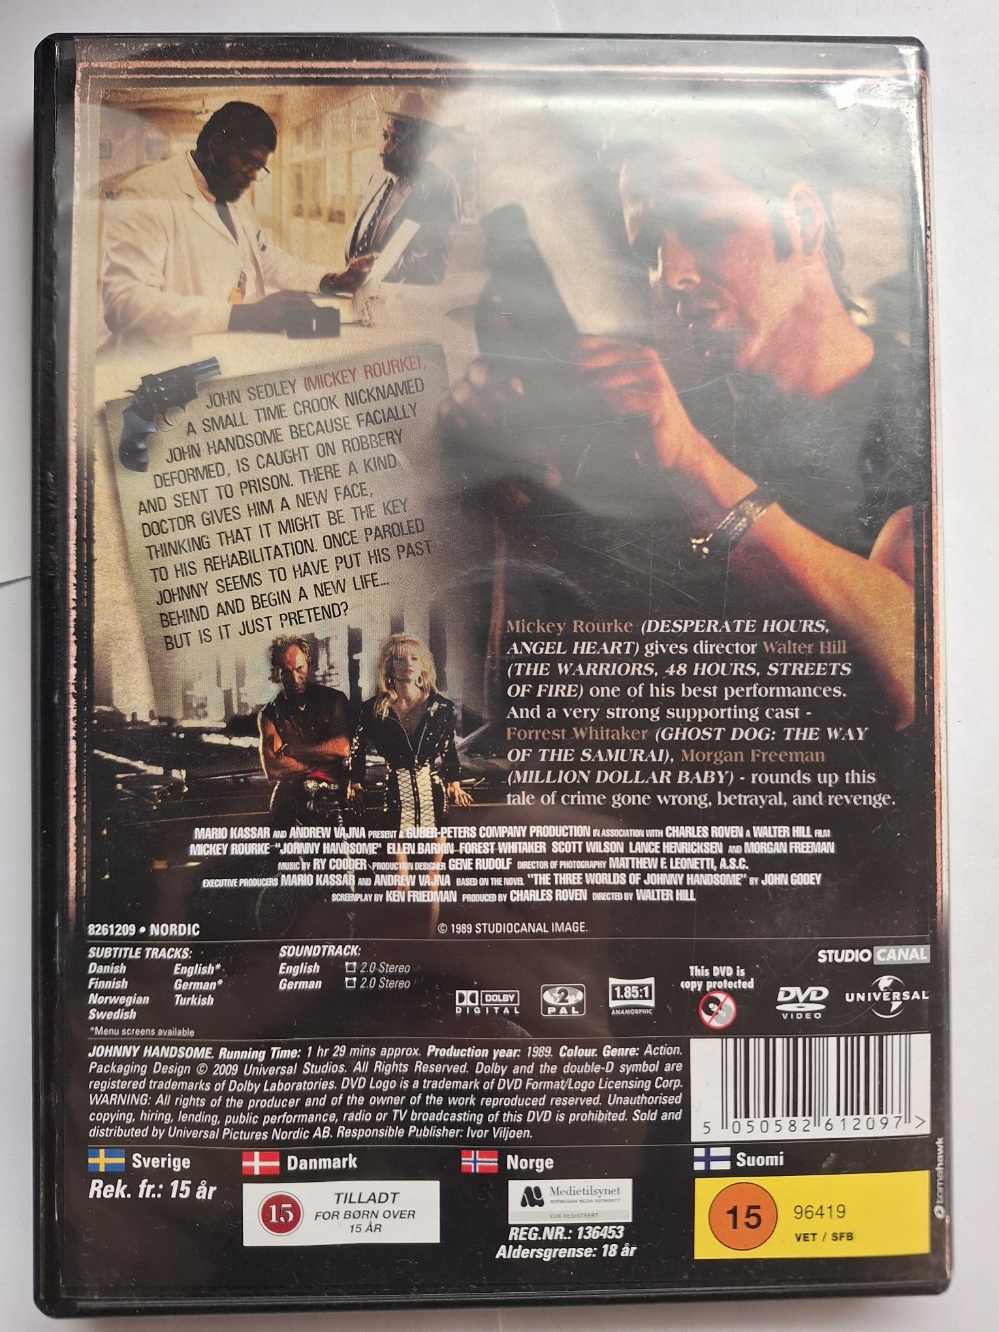 JOHN SEDLEY (MICKEY ROURKE),
A SMALL TIME CROOK NICKNAMED
JOHN HANDSOME BECAUSE FACIALLY
DEFORMED, IS CAUGHT ON ROBBERY
AND SENT TO PRISON. THERE A KIND
DOCTOR GIVES HIM A NEW FACE,
THINKING THAT IT MIGHT BE THE KEY
TO HIS REHABILITATION. ONCE PAROLED
JOHNY SEEMS TO HAVE PUT HIS PAST
BEHIND AND BEGIN A NEW LIFE...
BUT IS IT JUST PRETEND?
Mickey Rourke (DESPERATE HOURS,
ANGEL HEART) gives director Walter Hill
(THE WARRIORS, 48 HOURS, STREETS
OF FIRE) one of his best performances.
And a very strong supporting cast -
Forrest Whitaker (GHOST DOG: THE WAY
OF THE SAMURAI), Morgan Freeman
(MILLION DOLLAR BABY) - rounds up this
tale of crime gone wrong, betrayal, and revenge.
MARIO KASSAR AND ANDREW VAJNA PRESENT A GUBER-PETERS COMPANY PRODUCTION IN ASSOCIATION WITH CHARLES ROVEN A WALTER HILL FILM
MICKEY ROURKE "JOHNNY HANDSOME" ELLEN BARKIN FOREST WHITAKER SCOTT WILSON LANCE HENRICKSEN AND MORGAN FREEMAN
MUSIC BY RY COODER PRODUCTION DESIGNER GENE RUDOLF DIRECTOR OF PHOTOGRAPHY MATTHEW F. LEONETTI, A.S.C.
EXECUTIVE PRODUCERS MARIO KASSAR AND ANDREW VAJNA BASED ON THE NOVEL "THE THREE WORLDS OF JOHNNY HANDSOME" BY JOHN GODEY
SCREENPLAY BY KEN FRIEDMAN PRODUCED BY CHARLES ROVEN DIRECTED BY WALTER HILL
8261209 • NORDIC
© 1989 STUDIOCANAL IMAGE.
SUBTITLE TRACKS:
Danish English*
Finnish German*
Norwegian Turkish
Swedish
*Menu screens available
SOUNDTRACK:
English 2.0 Stereo
German 2.0 Stereo
DOLBY
DIGITAL
2
PAL
1.85:1
ANAMORPHIC
This DVD is
copy protected
STUDIO CANAL
DVD
VIDEO
UNIVERSAL
JOHNNY HANDSOME. Running Time: 1 hr 29 mins approx. Production year: 1989. Colour. Genre: Action.
Packaging Design © 2009 Universal Studios. All Rights Reserved. Dolby and the double-D symbol are
registered trademarks of Dolby Laboratories. DVD Logo is a trademark of DVD Format/Logo Licensing Corp.
WARNING: All rights of the producer and of the owner of the work reproduced reserved. Unauthorised
copying, hiring, lending, public performance, radio or TV broadcasting of this DVD is prohibited. Sold and
distributed by Universal Pictures Nordic AB. Responsible Publisher: Ivor Viljoen.
5 050582 612097 >
tomahawk
Sverige
Rek. fr.: 15 år
Danmark
15
TILLADT
FOR BØRN OVER
15 ÅR
Norge
Medietilsynet
NORWEGIAN MEDIA AUTHORITY
KUN REGISTRERT
REG.NR.: 136453
Aldersgrense: 18 år
Suomi
15
96419
VET / SFB